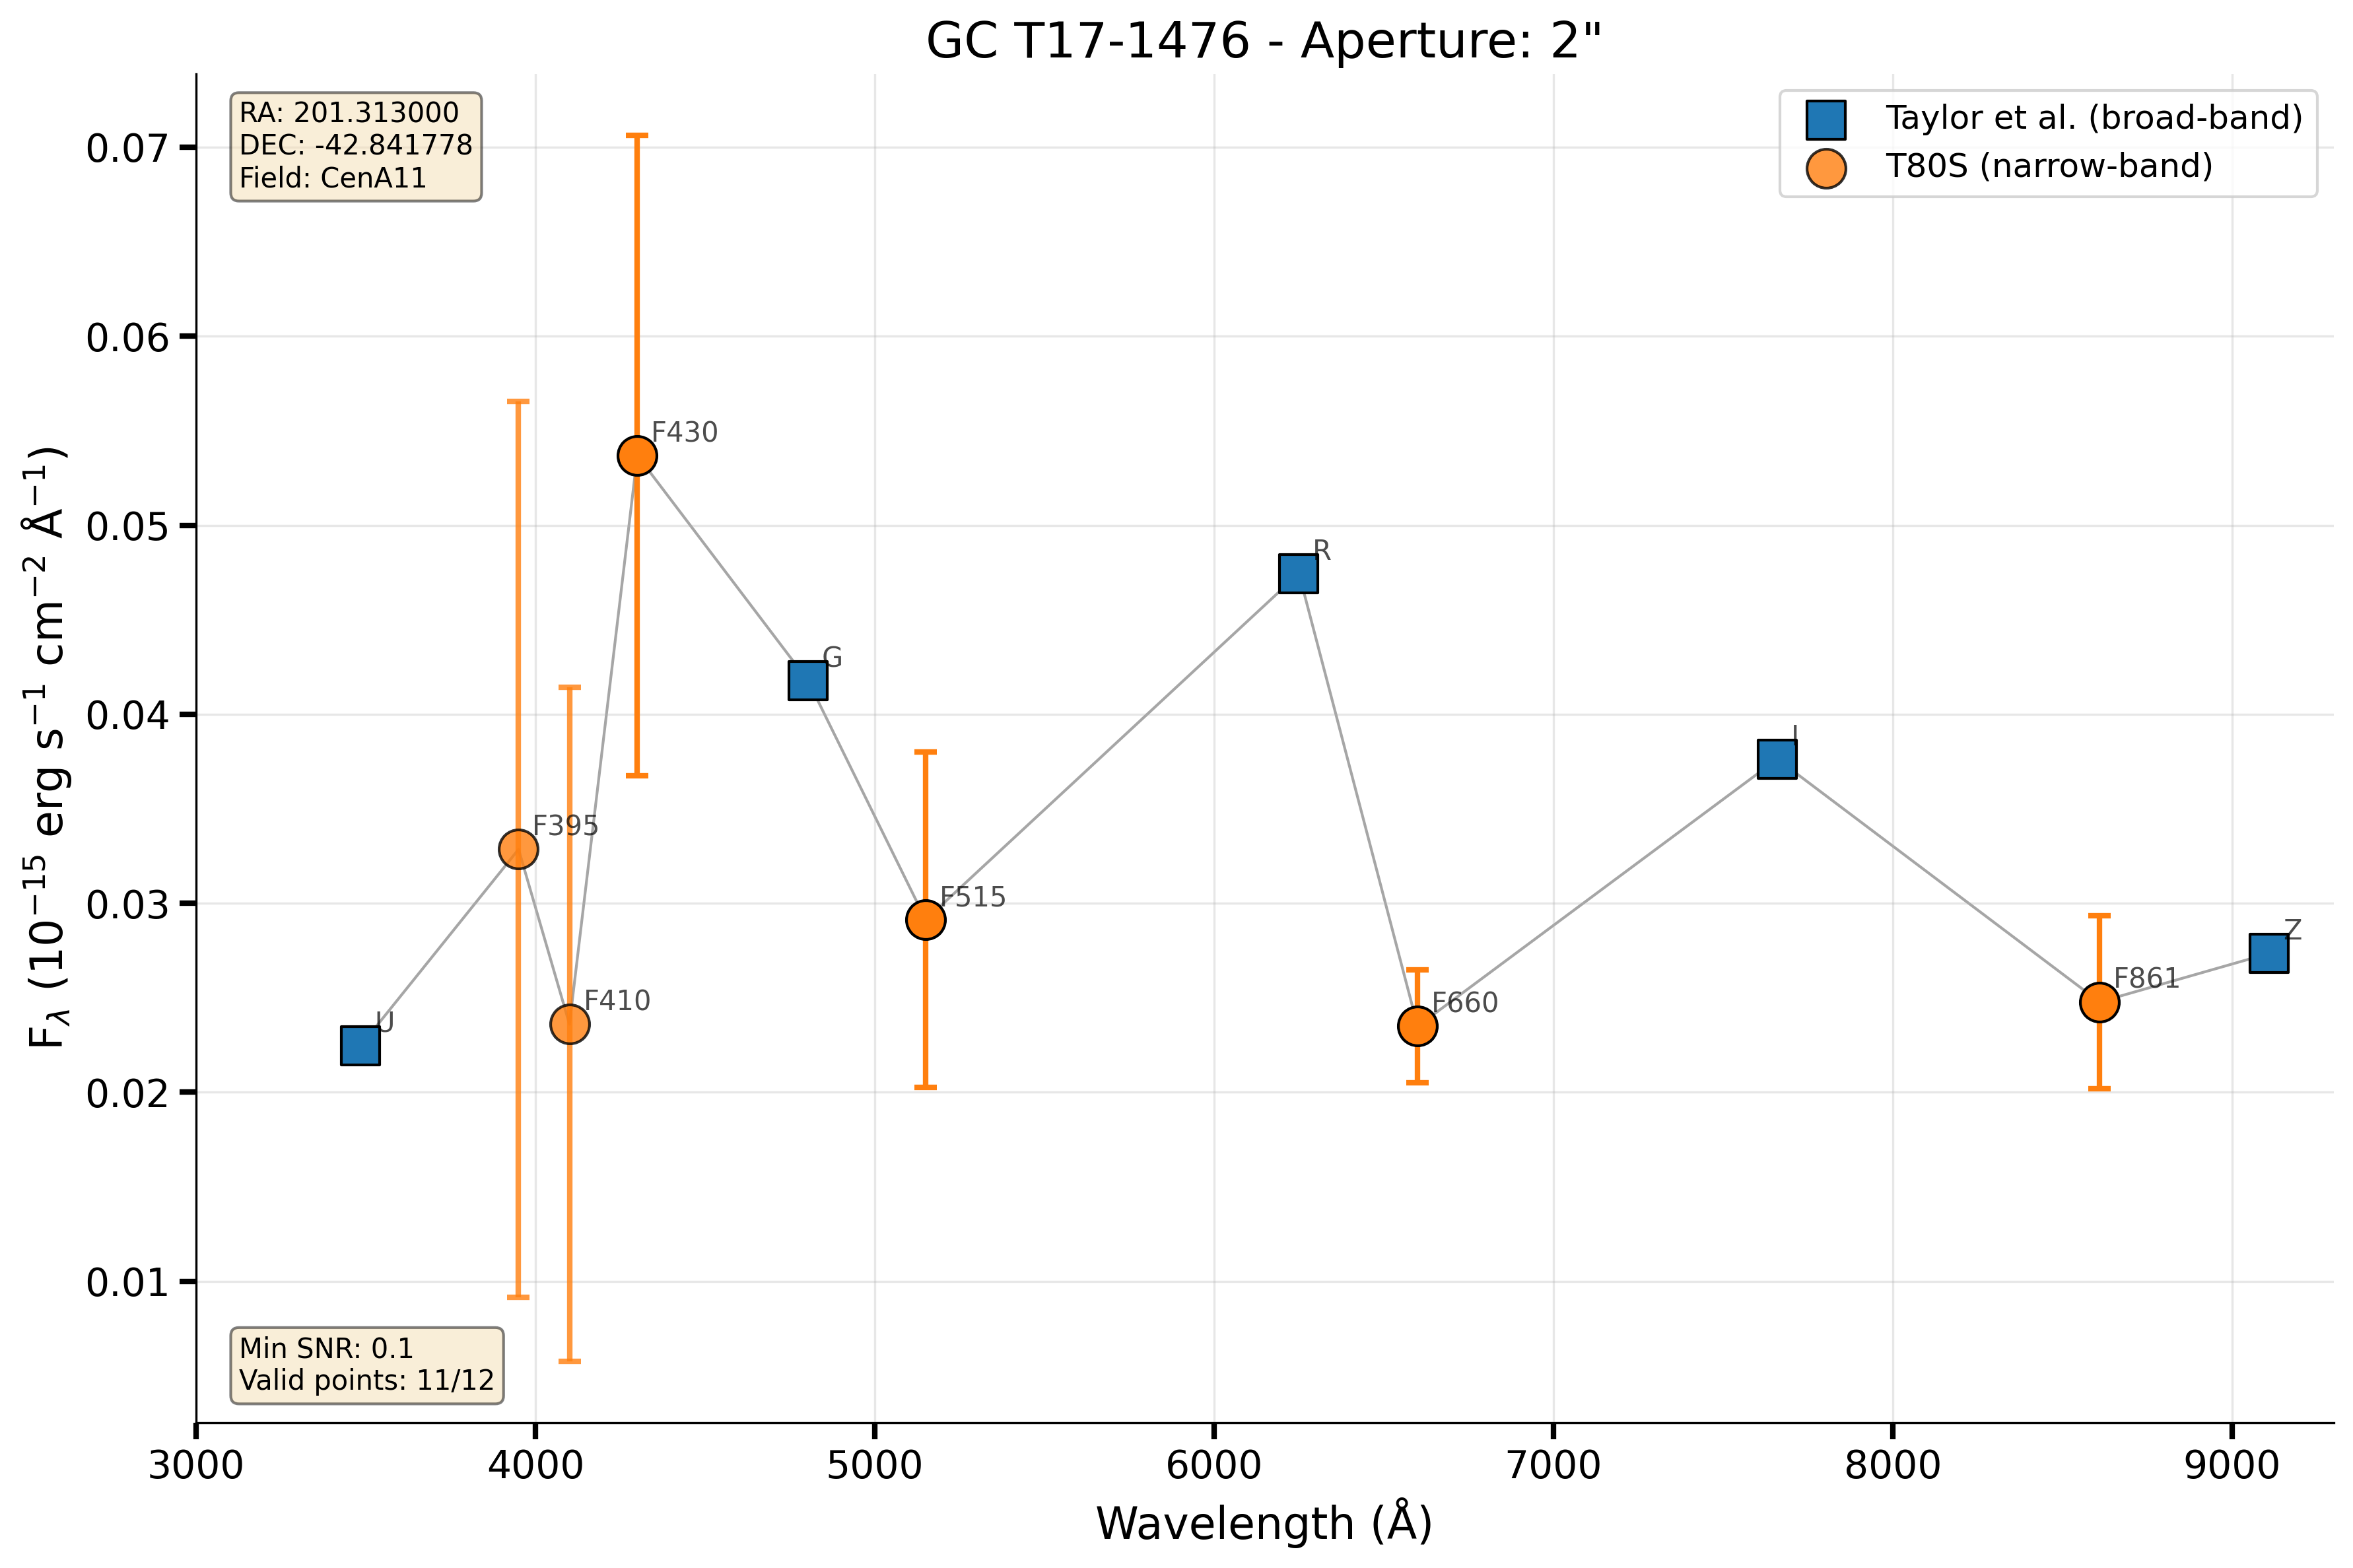 GC T17-1476 - Aperture: 2"
RA: 201.313000
DEC: -42.841778
Field: CenA11
Taylor et al. (broad-band)
T80S (narrow-band)
F_λ (10⁻¹⁵ erg s⁻¹ cm⁻² Å⁻¹)
0.07
0.06
0.05
0.04
0.03
0.02
0.01
U
F395
F410
F430
G
F515
R
F660
I
F861
Z
Min SNR: 0.1
Valid points: 11/12
3000 4000 5000 6000 7000 8000 9000
Wavelength (Å)